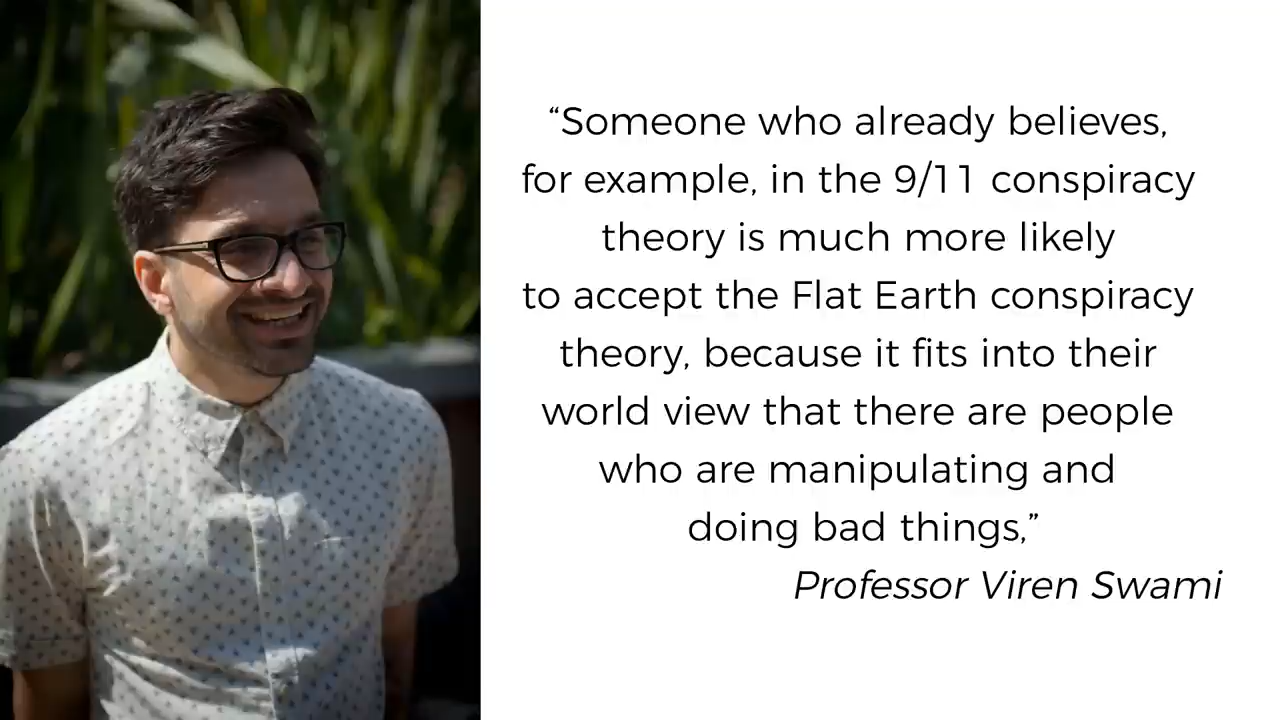 “Someone who already believes,
for example, in the 9/11 conspiracy
theory is much more likely
to accept the Flat Earth conspiracy
theory, because it fits into their
world view that there are people
who are manipulating and
doing bad things,”
Professor Viren Swami